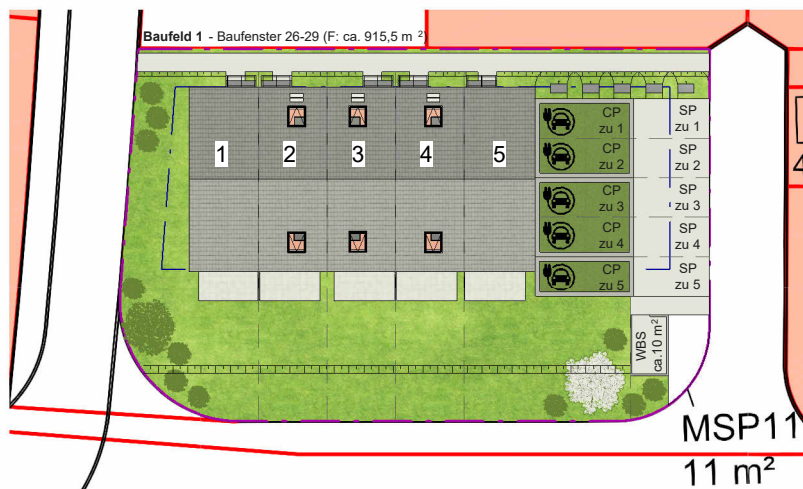 Baufeld 1 - Baufenster 26-29 (F: ca. 915,5 m²)
1
2
3
4
5
CP
zu 1
SP
zu 1
CP
zu 2
SP
zu 2
CP
zu 3
SP
zu 3
CP
zu 4
SP
zu 4
CP
zu 5
SP
zu 5
WBS
ca.10 m²
4
MSP11
11 m²